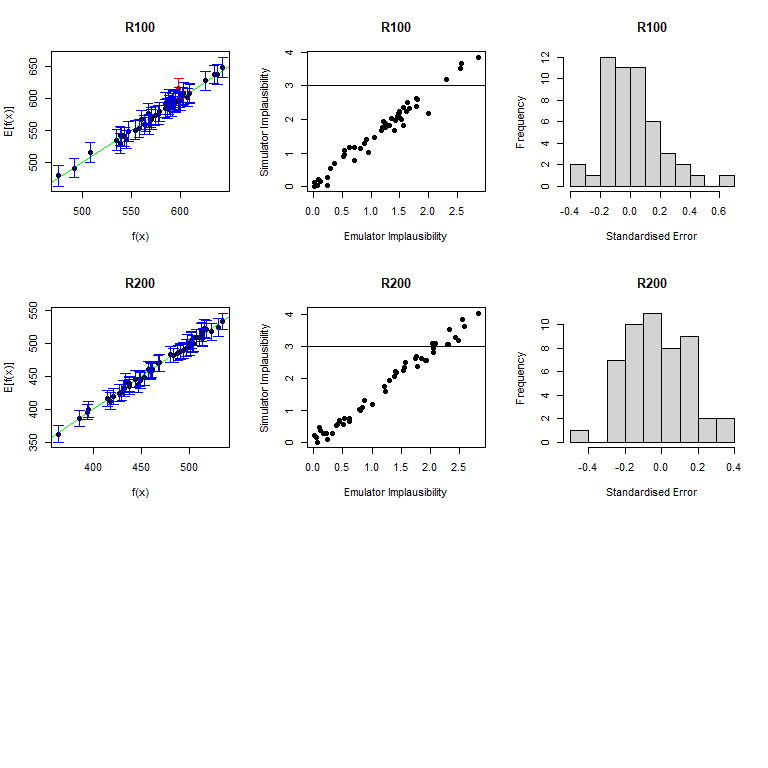 R100
E[f(x)]
500 550 600 650
500 550 600
f(x)
R100
Simulator Implausibility
0 1 2 3 4
0.0 0.5 1.0 1.5 2.0 2.5
Emulator Implausibility
R100
Frequency
0 2 4 6 8 10 12
-0.4 -0.2 0.0 0.2 0.4 0.6
Standardised Error
R200
E[f(x)]
350 400 450 500 550
400 450 500
f(x)
R200
Simulator Implausibility
0 1 2 3 4
0.0 0.5 1.0 1.5 2.0 2.5
Emulator Implausibility
R200
Frequency
0 2 4 6 8 10
-0.4 -0.2 0.0 0.2 0.4
Standardised Error